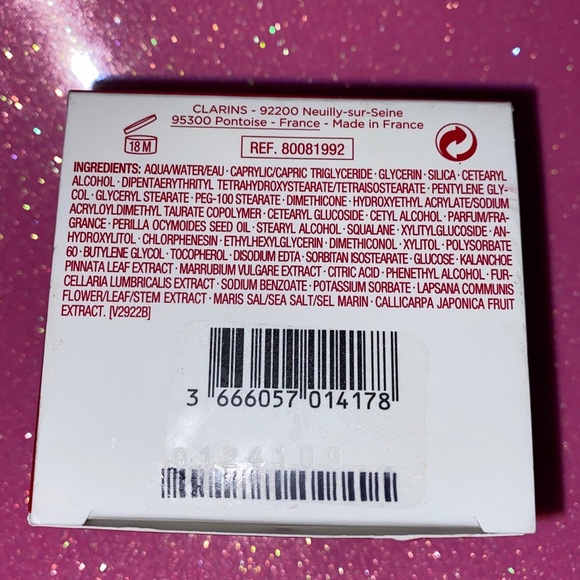 CLARINS - 92200 Neuilly-sur-Seine
95300 Pontoise - France - Made in France
18 M
REF. 80081992
INGREDIENTS: AQUA/WATER/EAU · CAPRYLIC/CAPRIC TRIGLYCERIDE · GLYCERIN · SILICA · CETEARYL
ALCOHOL · DIPENTAERYTHRITYL TETRAHYDROXYSTEARATE/TETRAISOSTEARATE · PENTYLENE GLY-
COL · GLYCERYL STEARATE · PEG-100 STEARATE · DIMETHICONE · HYDROXYETHYL ACRYLATE/SODIUM
ACRYLOYLDIMETHYL TAURATE COPOLYMER · CETEARYL GLUCOSIDE · CETYL ALCOHOL · PARFUM/FRA-
GRANCE · PERILLA OCYMOIDES SEED OIL · STEARYL ALCOHOL · SQUALANE · XYLITYLGLUCOSIDE · AN-
HYDROXYLITOL · CHLORPHENESIN · ETHYLHEXYLGLYCERIN · DIMETHICONOL · XYLITOL · POLYSORBATE
60 · BUTYLENE GLYCOL · TOCOPHEROL · DISODIUM EDTA · SORBITAN ISOSTEARATE · GLUCOSE · KALANCHOE
PINNATA LEAF EXTRACT · MARRUBIUM VULGARE EXTRACT · CITRIC ACID · PHENETHYL ALCOHOL · FUR-
CELLARIA LUMBRICALIS EXTRACT · SODIUM BENZOATE · POTASSIUM SORBATE · LAPSANA COMMUNIS
FLOWER/LEAF/STEM EXTRACT · MARIS SAL/SEA SALT/SEL MARIN · CALLICARPA JAPONICA FRUIT
EXTRACT. [V2922B]
3 666057 014178